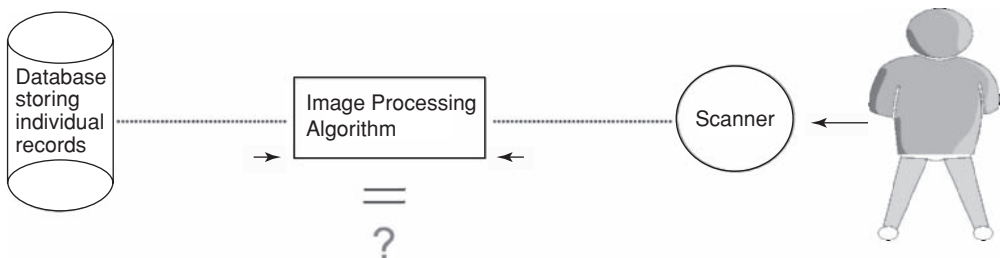 Database
storing
individual
records
Image Processing
Algorithm
Scanner
=
?